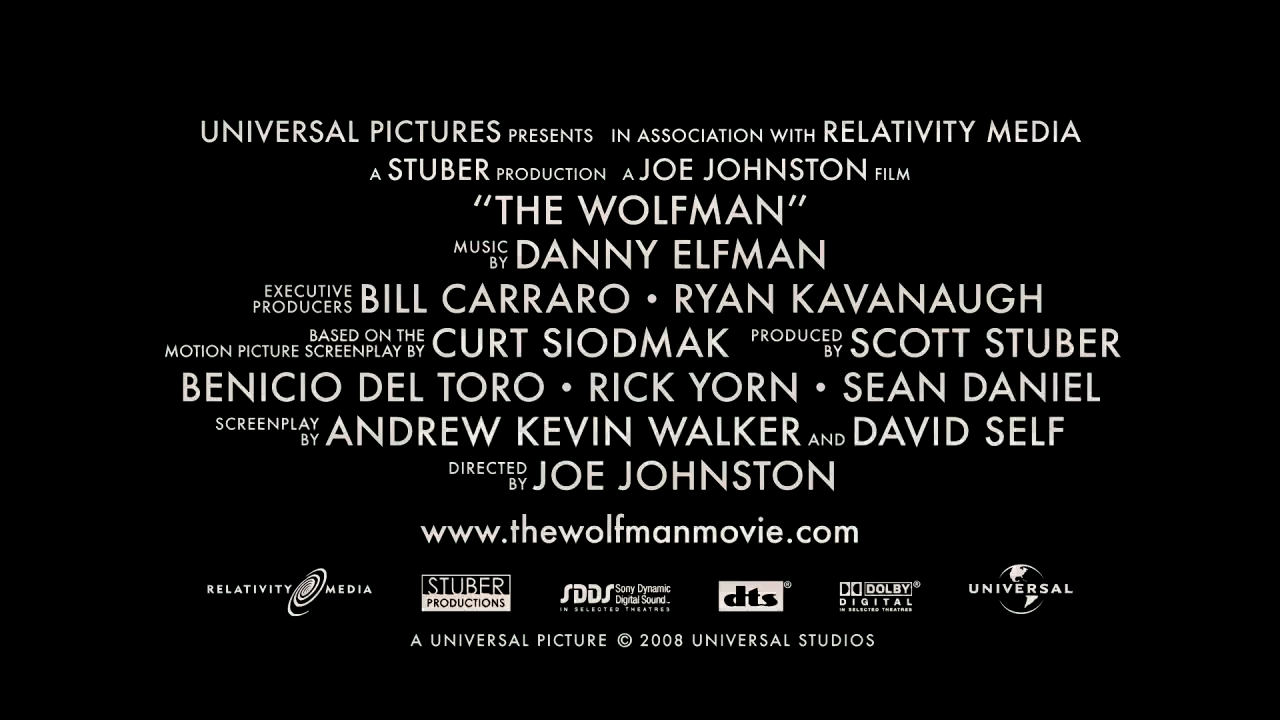 UNIVERSAL PICTURES PRESENTS IN ASSOCIATION WITH RELATIVITY MEDIA
A STUBER PRODUCTION A JOE JOHNSTON FILM
“THE WOLFMAN”
MUSIC BY DANNY ELFMAN
EXECUTIVE PRODUCERS BILL CARRARO • RYAN KAVANAUGH
BASED ON THE MOTION PICTURE SCREENPLAY BY CURT SIODMAK PRODUCED BY SCOTT STUBER
BENICIO DEL TORO • RICK YORN • SEAN DANIEL
SCREENPLAY BY ANDREW KEVIN WALKER AND DAVID SELF
DIRECTED BY JOE JOHNSTON
www.thewolfmanmovie.com
RELATIVITY MEDIA
STUBER PRODUCTIONS
SDDS Sony Dynamic Digital Sound™ IN SELECTED THEATRES
dts®
DOLBY® DIGITAL IN SELECTED THEATRES
UNIVERSAL
A UNIVERSAL PICTURE © 2008 UNIVERSAL STUDIOS